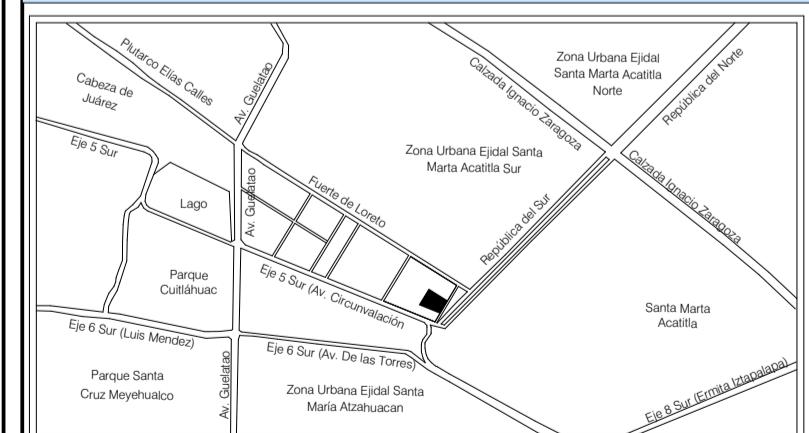 Plutarco Elías Calles
Av. Guelatao
Calzada Ignacio Zaragoza
Zona Urbana Ejidal
Santa Marta Acatitla
Norte
República del Norte
Cabeza de
Juárez
Eje 5 Sur
Zona Urbana Ejidal Santa
Marta Acatitla Sur
Calzada Ignacio Zaragoza
Lago
Av. Guelatao
Fuerte de Loreto
República del Sur
Parque
Cuitláhuac
Eje 5 Sur (Av. Circunvalación
Santa Marta
Acatitla
Eje 6 Sur (Luis Mendez)
Eje 6 Sur (Av. De las Torres)
Parque Santa
Cruz Meyehualco
Av. Guelatao
Zona Urbana Ejidal Santa
María Atzahuacan
Eje 8 Sur (Ermita Iztapalapa)